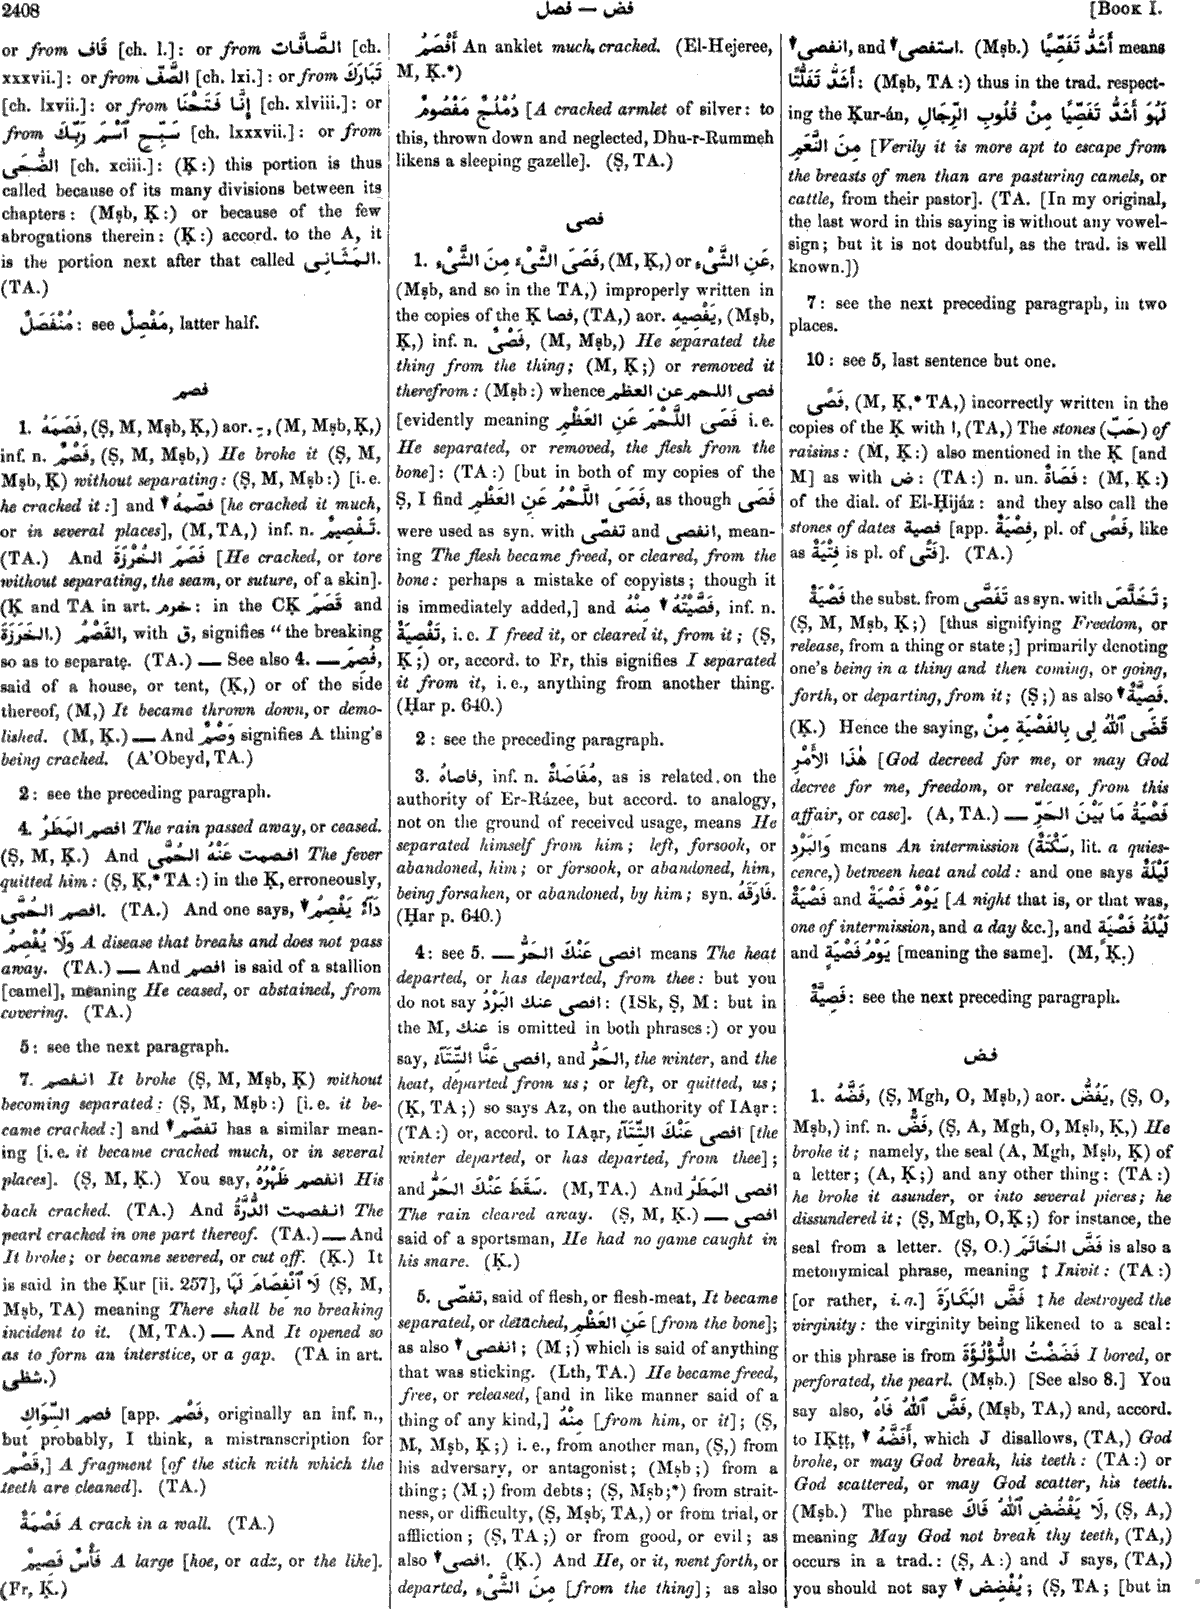 2408
فض — فصل
[BOOK I.
or from قَاف [ch. l.]: or from الصَّافَّات [ch.
xxxvii.]: or from الصَّفّ [ch. lxi.]: or from تَبَارَكَ
[ch. lxvii.]: or from إِنَّا فَتَحْنَا [ch. xlviii.]: or
from سَبِّحِ ٱسْمَ رَبِّكَ [ch. lxxxvii.]: or from
الضُّحَى [ch. xciii.]: (Ḳ:) this portion is thus
called because of its many divisions between its
chapters: (Mṣb, Ḳ:) or because of the few
abrogations therein: (Ḳ:) accord. to the A, it
is the portion next after that called المَثَانِى.
(TA.)
مُنْفَصَلٌ: see مَفْصِلٌ, latter half.
فصم
1. فَصَمَهُ, (Ṣ, M, Mṣb, Ḳ,) aor. ـِ, (M, Mṣb, Ḳ,)
inf. n. فَصْمٌ, (Ṣ, M, Mṣb,) He broke it (Ṣ, M,
Mṣb, Ḳ) without separating: (Ṣ, M, Mṣb:) [i. e.
he cracked it:] and ▼ فصّمهُ [he cracked it much,
or in several places], (M, TA,) inf. n. تَفْصِيمٌ.
(TA.) And فَصَمَ الخُرْزَةَ [He cracked, or tore
without separating, the seam, or suture, of a skin].
(Ḳ and TA in art. خرم: in the CḲ قَصَمَ and
الخَرَزَةَ.) القَصْمُ, with ق, signifies “the breaking
so as to separate. (TA.) — See also 4. — فُصِمَ,
said of a house, or tent, (Ḳ,) or of the side
thereof, (M,) It became thrown down, or demo-
lished. (M, Ḳ.) — And وَصْمٌ signifies A thing's
being cracked. (A’Obeyd, TA.)
2: see the preceding paragraph.
4. افصم المَطَرُ The rain passed away, or ceased.
(Ṣ, M, Ḳ.) And افصمت عَنْهُ الحُمَّى The fever
quitted him: (Ṣ, Ḳ,* TA:) in the Ḳ, erroneously,
افصم الحُمَّى. (TA.) And one says, ▼ دَآءٌ يَفْصِمُ
وَلَا يُفْصِمُ A disease that breaks and does not pass
away. (TA.) — And افصم is said of a stallion
[camel], meaning He ceased, or abstained, from
covering. (TA.)
5: see the next paragraph.
7. انفصم It broke (Ṣ, M, Mṣb, Ḳ) without
becoming separated: (Ṣ, M, Mṣb:) [i. e. it be-
came cracked:] and ▼ تفصّم has a similar mean-
ing [i. e. it became cracked much, or in several
places]. (Ṣ, M, Ḳ.) You say, انفصم ظَهْرُهُ His
back cracked. (TA.) And انفصمت الدُّرَّةُ The
pearl cracked in one part thereof. (TA.) — And
It broke; or became severed, or cut off. (Ḳ.) It
is said in the Ḳur [ii. 257], لَا ٱنْفِصَامَ لَهَا (Ṣ, M,
Mṣb, TA) meaning There shall be no breaking
incident to it. (M, TA.) — And It opened so
as to form an interstice, or a gap. (TA in art.
شظى.)
فصم السِّوَاكِ [app. فَصْم, originally an inf. n.,
but probably, I think, a mistranscription for
قِصْم,] A fragment [of the stick with which the
teeth are cleaned]. (TA.)
فَصْمَةٌ A crack in a wall. (TA.)
فَأْسٌ فَصِيمٌ A large [hoe, or adz, or the like].
(Fr, Ḳ.)
أَفْصَمُ An anklet much cracked. (El-Hejeree,
M, Ḳ.*)
دُمْلُجٌ مَفْصُومٌ [A cracked armlet of silver: to
this, thrown down and neglected, Dhu-r-Rummeh
likens a sleeping gazelle]. (Ṣ, TA.)
فصى
1. فَصَى الشَّىْءَ مِنَ الشَّىْءِ, (M, Ḳ,) or عَنِ الشَّىْءِ,
(Mṣb, and so in the TA,) improperly written in
the copies of the Ḳ فصا, (TA,) aor. يَفْصِيهِ, (Mṣb,
Ḳ,) inf. n. فَصْىٌ, (M, Mṣb,) He separated the
thing from the thing; (M, Ḳ;) or removed it
therefrom: (Mṣb:) whence فصى اللحم عن العظم
[evidently meaning فَصَى اللَّحْمَ عَنِ العَظْمِ i. e.
He separated, or removed, the flesh from the
bone]: (TA:) [but in both of my copies of the
Ṣ, I find فَصَى اللَّحْمُ عَنِ العَظْمِ, as though فَصَى
were used as syn. with تفصّى and انفصى, mean-
ing The flesh became freed, or cleared, from the
bone: perhaps a mistake of copyists; though it
is immediately added,] and ▼ فَصَّيْتُهُ مِنْهُ, inf. n.
تَفْصِيَةٌ, i. e. I freed it, or cleared it, from it; (Ṣ,
Ḳ;) or, accord. to Fr, this signifies I separated
it from it, i. e., anything from another thing.
(Ḥar p. 640.)
2: see the preceding paragraph.
3. فاصاهُ, inf. n. مُفَاصَاةٌ, as is related on the
authority of Er-Rázee, but accord. to analogy,
not on the ground of received usage, means He
separated himself from him; left, forsook, or
abandoned, him; or forsook, or abandoned, him,
being forsaken, or abandoned, by him; syn. فَارَقَهُ.
(Ḥar p. 640.)
4: see 5. — افصى عَنْكَ الحَرُّ means The heat
departed, or has departed, from thee: but you
do not say افصى عنك البَرْدُ: (ISk, Ṣ, M: but in
the M, عنك is omitted in both phrases:) or you
say, افصى عَنَّا الشِّتَآءُ, and الحَرُّ, the winter, and the
heat, departed from us; or left, or quitted, us;
(Ḳ, TA;) so says Az, on the authority of IAạr:
(TA:) or, accord. to IAạr, افصى عَنْكَ الشِّتَآءُ [the
winter departed, or has departed, from thee];
and سَقَطَ عَنْكَ الحَرُّ. (M, TA.) And افصى المَطَرُ
The rain cleared away. (Ṣ, M, Ḳ.) — افصى
said of a sportsman, He had no game caught in
his snare. (Ḳ.)
5. تفصّى, said of flesh, or flesh-meat, It became
separated, or detached, عَنِ العَظْمِ [from the bone];
as also ▼ انفصى; (M;) which is said of anything
that was sticking. (Lth, TA.) He became freed,
free, or released, [and in like manner said of a
thing of any kind,] مِنْهُ [from him, or it]; (Ṣ,
M, Mṣb, Ḳ;) i. e., from another man, (Ṣ,) from
his adversary, or antagonist; (Mṣb;) from a
thing; (M;) from debts; (Ṣ, Mṣb;*) from strait-
ness, or difficulty, (Ṣ, Mṣb, TA,) or from trial, or
affliction; (Ṣ, TA;) or from good, or evil; as
also ▼ افصى. (Ḳ.) And He, or it, went forth, or
departed, مِنَ الشَّىْءِ [from the thing]; as also
▼ انفصى, and ▼ استفصى. (Mṣb.) أَشَدُّ تَفَصِّيًا means
أَشَدُّ تَفَلُّتًا: (Mṣb, TA:) thus in the trad. respect-
ing the Ḳur-án, لَهُوَ أَشَدُّ تَفَصِّيًا مِنْ قُلُوبِ الرِّجَالِ
مِنَ النَّعَمِ [Verily it is more apt to escape from
the breasts of men than are pasturing camels, or
cattle, from their pastor]. (TA. [In my original,
the last word in this saying is without any vowel-
sign; but it is not doubtful, as the trad. is well
known.])
7: see the next preceding paragraph, in two
places.
10: see 5, last sentence but one.
فَصًى, (M, Ḳ,* TA,) incorrectly written in the
copies of the Ḳ with ا, (TA,) The stones (حَبّ) of
raisins: (M, Ḳ:) also mentioned in the Ḳ [and
M] as with ض: (TA:) n. un. فَصَاةٌ: (M, Ḳ:)
of the dial. of El-Ḥijáz: and they also call the
stones of dates فصية [app. فِصْيَةٌ, pl. of فَصًى, like
as فِتْيَةٌ is pl. of فَتًى]. (TA.)
فَصْيَةٌ the subst. from تَفَصَّى as syn. with تَخَلَّصَ;
(Ṣ, M, Mṣb, Ḳ;) [thus signifying Freedom, or
release, from a thing or state;] primarily denoting
one's being in a thing and then coming, or going,
forth, or departing, from it; (Ṣ;) as also ▼ فَصِيَّةٌ.
(Ḳ.) Hence the saying, قَضَى ٱللّٰهُ لِى بِالفَصْيَةِ مِنْ
هٰذَا الأَمْرِ [God decreed for me, or may God
decree for me, freedom, or release, from this
affair, or case]. (A, TA.) — فَصْيَةُ مَا بَيْنَ الحَرِّ
وَالبَرْدِ means An intermission (سَكْتَةٌ, lit. a quies-
cence,) between heat and cold: and one says لَيْلَةٌ
فَصْيَةٌ and يَوْمٌ فَصْيَةٌ [A night that is, or that was,
one of intermission, and a day &c.], and لَيْلَةُ فَصْيَةٍ
and يَوْمُ فَصْيَةٍ [meaning the same]. (M, Ḳ.)
فَصِيَّةٌ: see the next preceding paragraph.
فض
1. فَضَّهُ, (Ṣ, Mgh, O, Mṣb,) aor. يَفُضُّ, (Ṣ, O,
Mṣb,) inf. n. فَضٌّ, (Ṣ, A, Mgh, O, Mṣb, Ḳ,) He
broke it; namely, the seal (A, Mgh, Mṣb, Ḳ) of
a letter; (A, Ḳ;) and any other thing: (TA:)
he broke it asunder, or into several pieces; he
dissundered it; (Ṣ, Mgh, O, Ḳ;) for instance, the
seal from a letter. (Ṣ, O.) فَضَّ الخَاتَمَ is also a
metonymical phrase, meaning ‡ Inivit: (TA:)
[or rather, i. q.] فَضَّ البَكَارَةَ ‡ he destroyed the
virginity: the virginity being likened to a seal:
or this phrase is from فَضَضْتُ اللُّؤْلُؤَةَ I bored, or
perforated, the pearl. (Mṣb.) [See also 8.] You
say also, فَضَّ ٱللّٰهُ فَاهُ, (Mṣb, TA,) and, accord.
to IḲṭṭ, ▼ أَفَضَّهُ, which J disallows, (TA,) God
broke, or may God break, his teeth: (TA:) or
God scattered, or may God scatter, his teeth.
(Mṣb.) The phrase لَا يَفْضُضِ ٱللّٰهُ فَاكَ, (Ṣ, A,)
meaning May God not break thy teeth, (TA,)
occurs in a trad.: (Ṣ, A:) and J says, (TA,)
you should not say ▼ يُفْضِض; (Ṣ, TA; [but in